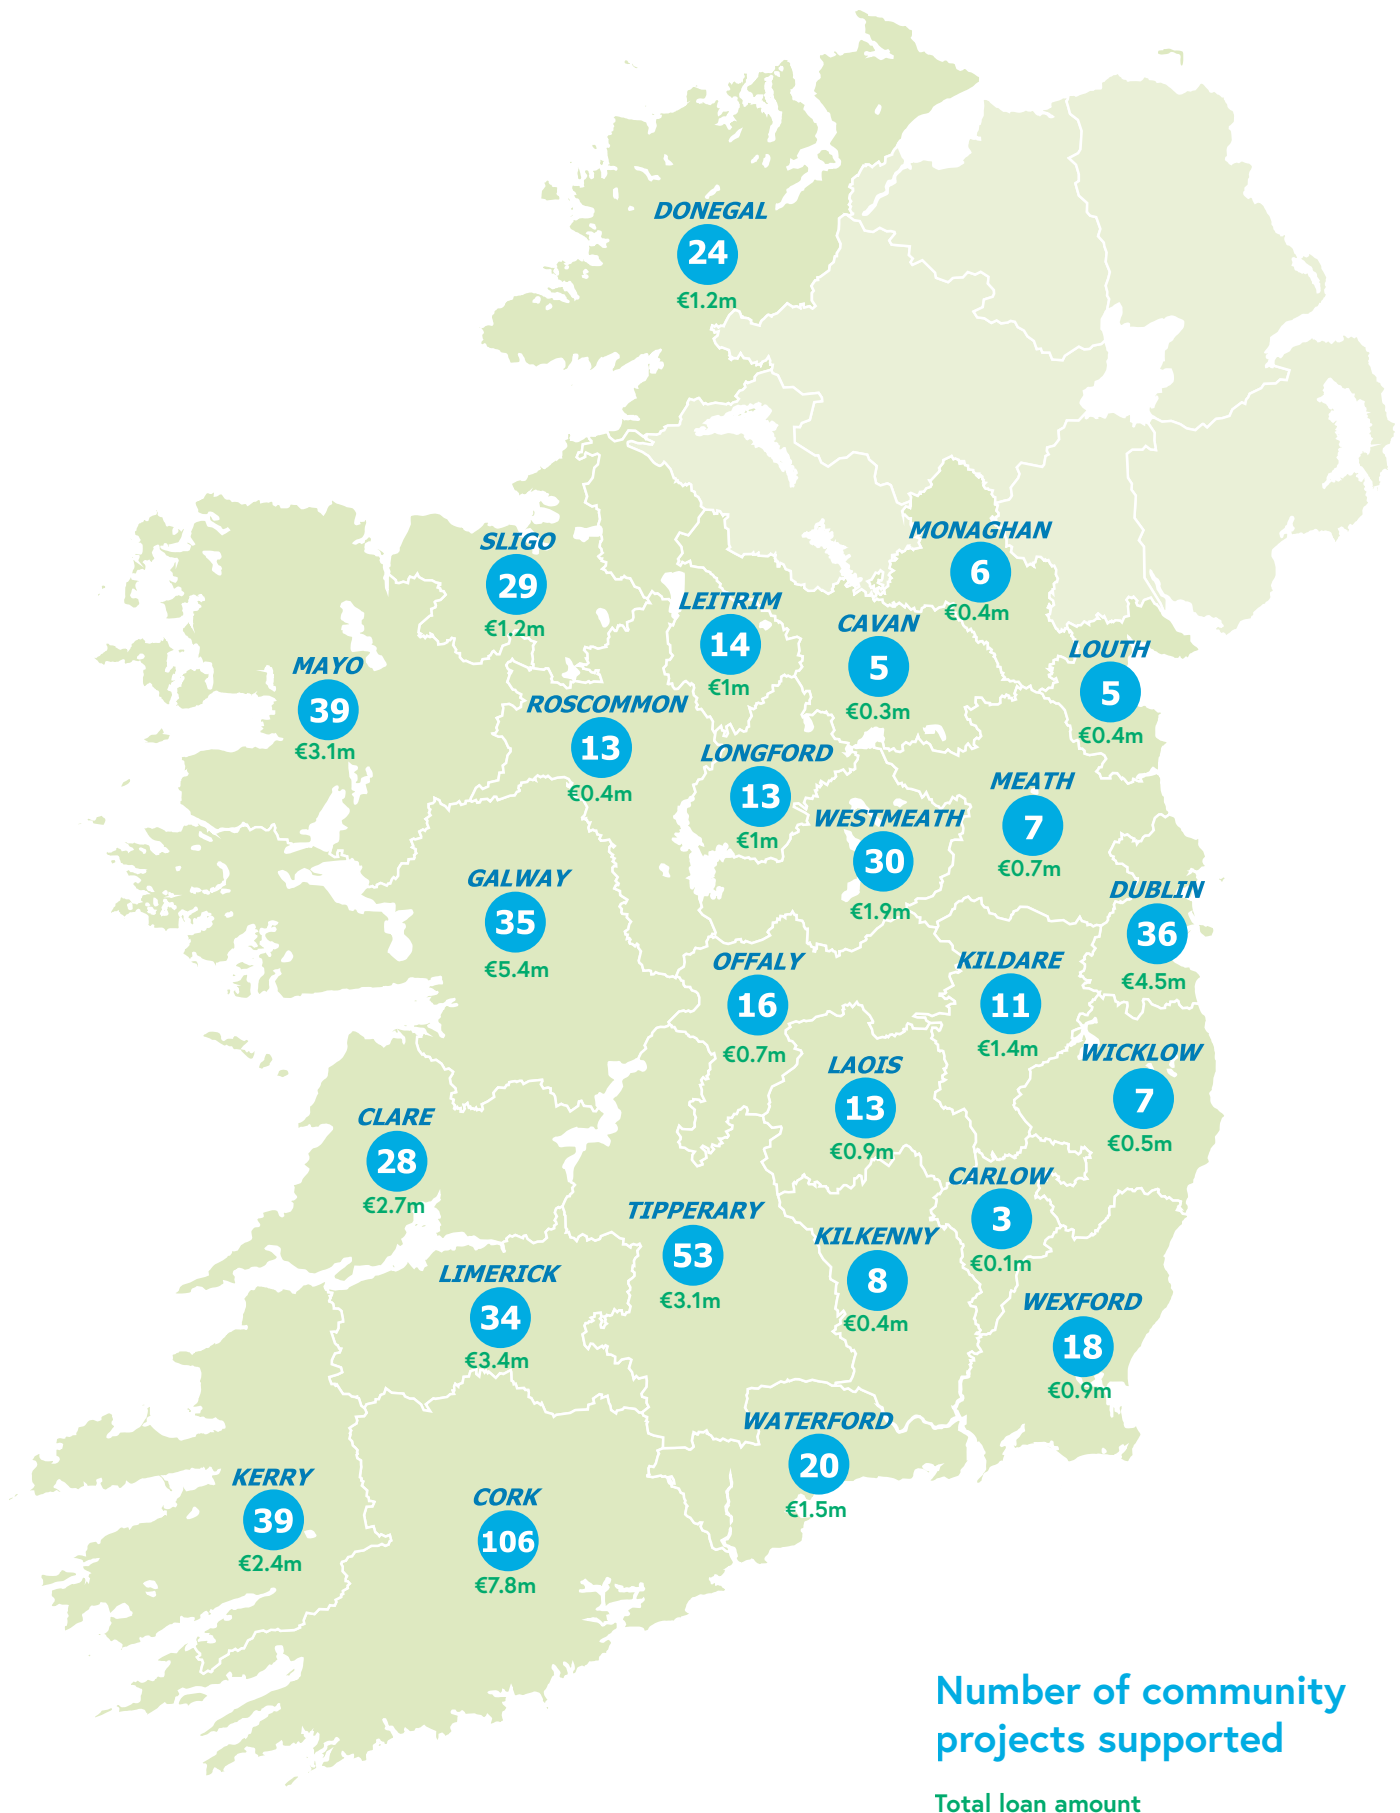 DONEGAL
24
€1.2m
MONAGHAN
6
€0.4m
SLIGO
29
€1.2m
LEITRIM
14
€1m
CAVAN
5
€0.3m
LOUTH
5
€0.4m
MAYO
39
€3.1m
ROSCOMMON
13
€0.4m
LONGFORD
13
€1m
MEATH
7
€0.7m
WESTMEATH
30
€1.9m
GALWAY
35
€5.4m
DUBLIN
36
€4.5m
OFFALY
16
€0.7m
KILDARE
11
€1.4m
WICKLOW
7
€0.5m
LAOIS
13
€0.9m
CLARE
28
€2.7m
CARLOW
3
€0.1m
TIPPERARY
53
€3.1m
KILKENNY
8
€0.4m
LIMERICK
34
€3.4m
WEXFORD
18
€0.9m
WATERFORD
20
€1.5m
KERRY
39
€2.4m
CORK
106
€7.8m
Number of community
projects supported
Total loan amount